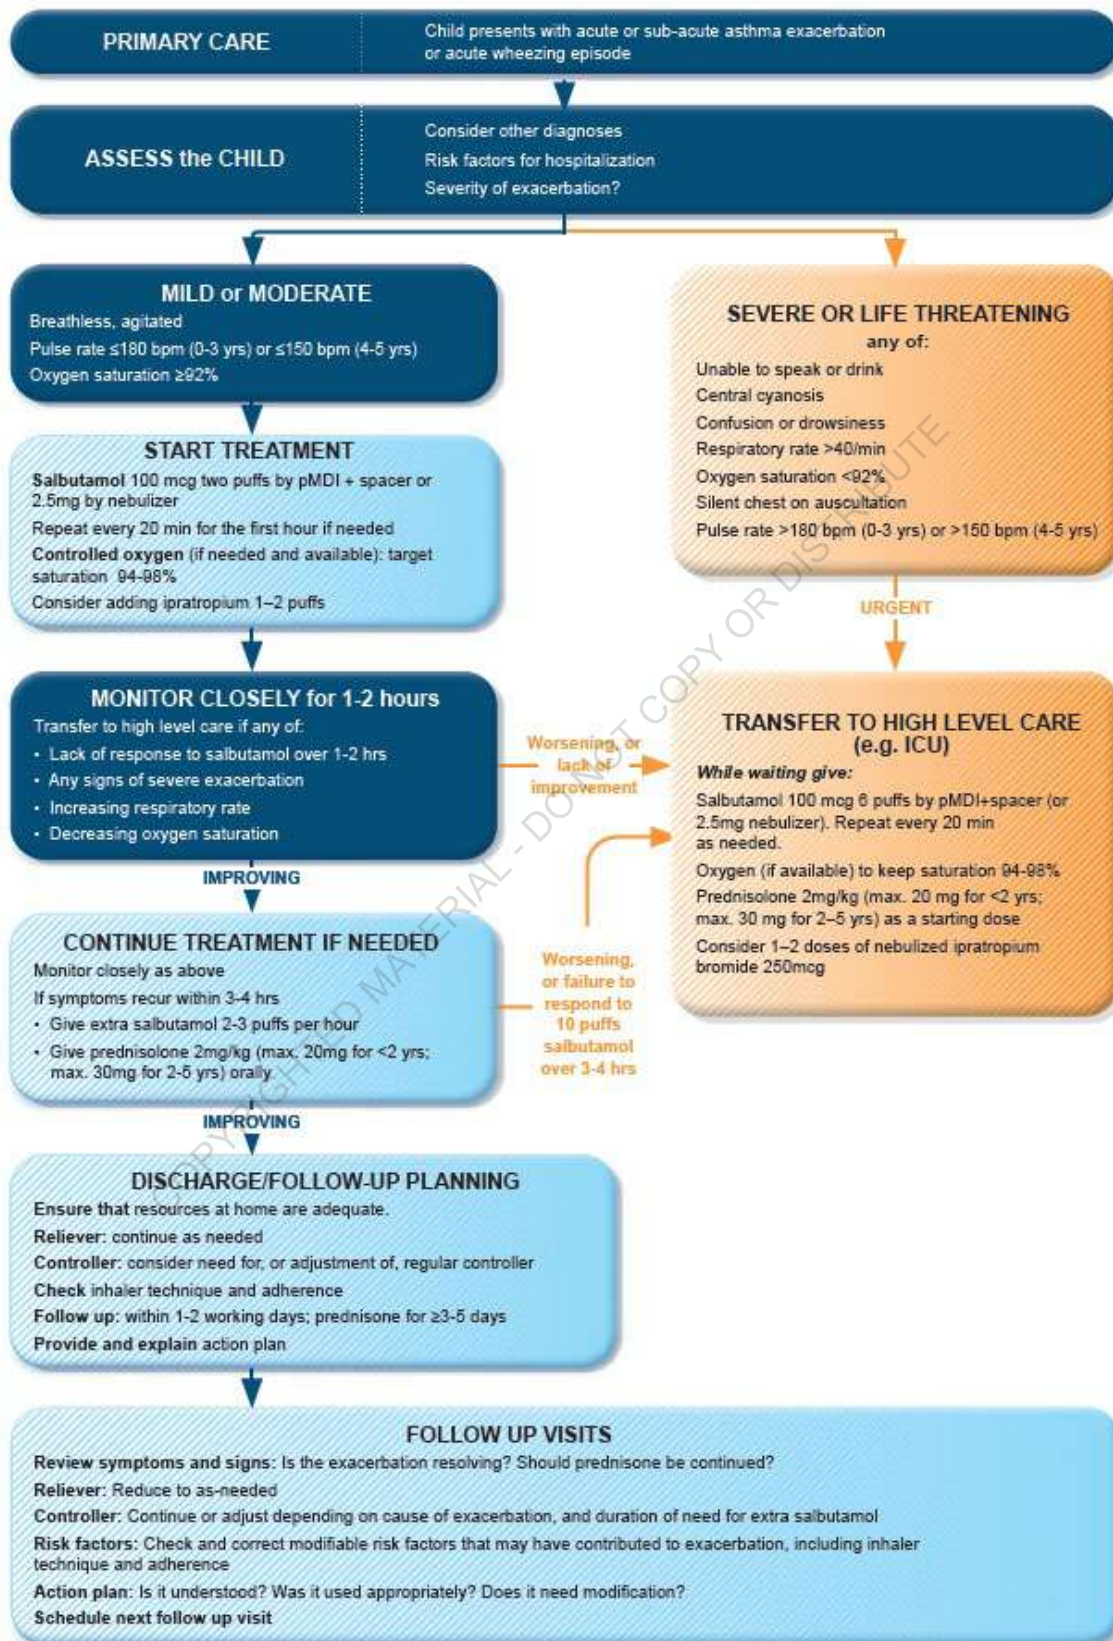 PRIMARY CARE
Child presents with acute or sub-acute asthma exacerbation
or acute wheezing episode
ASSESS the CHILD
Consider other diagnoses
Risk factors for hospitalization
Severity of exacerbation?
MILD or MODERATE
Breathless, agitated
Pulse rate ≤180 bpm (0-3 yrs) or ≤150 bpm (4-5 yrs)
Oxygen saturation ≥92%
SEVERE OR LIFE THREATENING
any of:
Unable to speak or drink
Central cyanosis
Confusion or drowsiness
Respiratory rate >40/min
Oxygen saturation <92%
Silent chest on auscultation
Pulse rate >180 bpm (0-3 yrs) or >150 bpm (4-5 yrs)
START TREATMENT
Salbutamol 100 mcg two puffs by pMDI + spacer or
2.5mg by nebulizer
Repeat every 20 min for the first hour if needed
Controlled oxygen (if needed and available): target
saturation 94-98%
Consider adding ipratropium 1–2 puffs
URGENT
MONITOR CLOSELY for 1-2 hours
Transfer to high level care if any of:
• Lack of response to salbutamol over 1-2 hrs
• Any signs of severe exacerbation
• Increasing respiratory rate
• Decreasing oxygen saturation
Worsening, or
lack of
improvement
TRANSFER TO HIGH LEVEL CARE
(e.g. ICU)
While waiting give:
Salbutamol 100 mcg 6 puffs by pMDI+spacer (or
2.5mg nebulizer). Repeat every 20 min
as needed.
Oxygen (if available) to keep saturation 94-98%
Prednisolone 2mg/kg (max. 20 mg for <2 yrs;
max. 30 mg for 2–5 yrs) as a starting dose
Consider 1–2 doses of nebulized ipratropium
bromide 250mcg
IMPROVING
CONTINUE TREATMENT IF NEEDED
Monitor closely as above
If symptoms recur within 3-4 hrs
• Give extra salbutamol 2-3 puffs per hour
• Give prednisolone 2mg/kg (max. 20mg for <2 yrs;
max. 30mg for 2-5 yrs) orally
Worsening,
or failure to
respond to
10 puffs
salbutamol
over 3-4 hrs
IMPROVING
DISCHARGE/FOLLOW-UP PLANNING
Ensure that resources at home are adequate.
Reliever: continue as needed
Controller: consider need for, or adjustment of, regular controller
Check inhaler technique and adherence
Follow up: within 1-2 working days; prednisone for ≥3-5 days
Provide and explain action plan
FOLLOW UP VISITS
Review symptoms and signs: Is the exacerbation resolving? Should prednisone be continued?
Reliever: Reduce to as-needed
Controller: Continue or adjust depending on cause of exacerbation, and duration of need for extra salbutamol
Risk factors: Check and correct modifiable risk factors that may have contributed to exacerbation, including inhaler
technique and adherence
Action plan: Is it understood? Was it used appropriately? Does it need modification?
Schedule next follow up visit
COPYRIGHTED MATERIAL - DO NOT COPY OR DISTRIBUTE